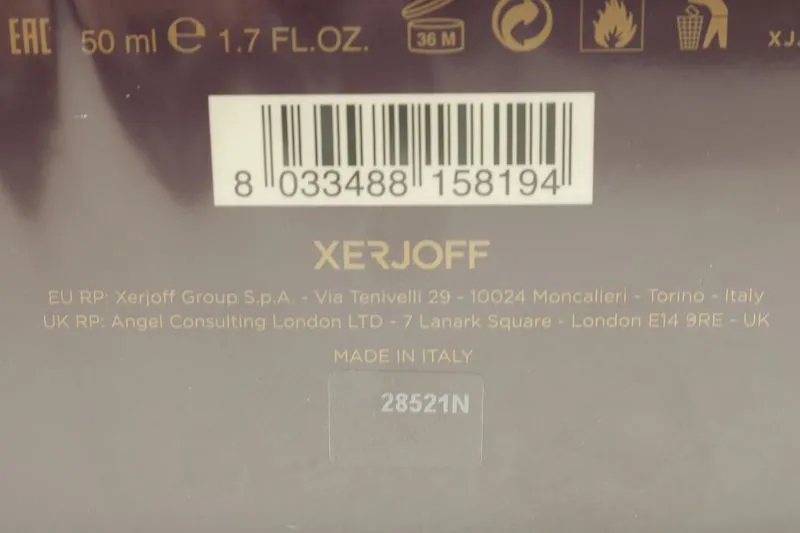 EAC 50 ml ℮ 1.7 FL.OZ. 36 M
8 033488 158194
XERJOFF
EU RP: Xerjoff Group S.p.A. - Via Tenivelli 29 - 10024 Moncalieri - Torino - Italy
UK RP: Angel Consulting London LTD - 7 Lanark Square - London E14 9RE - UK
MADE IN ITALY
28521N